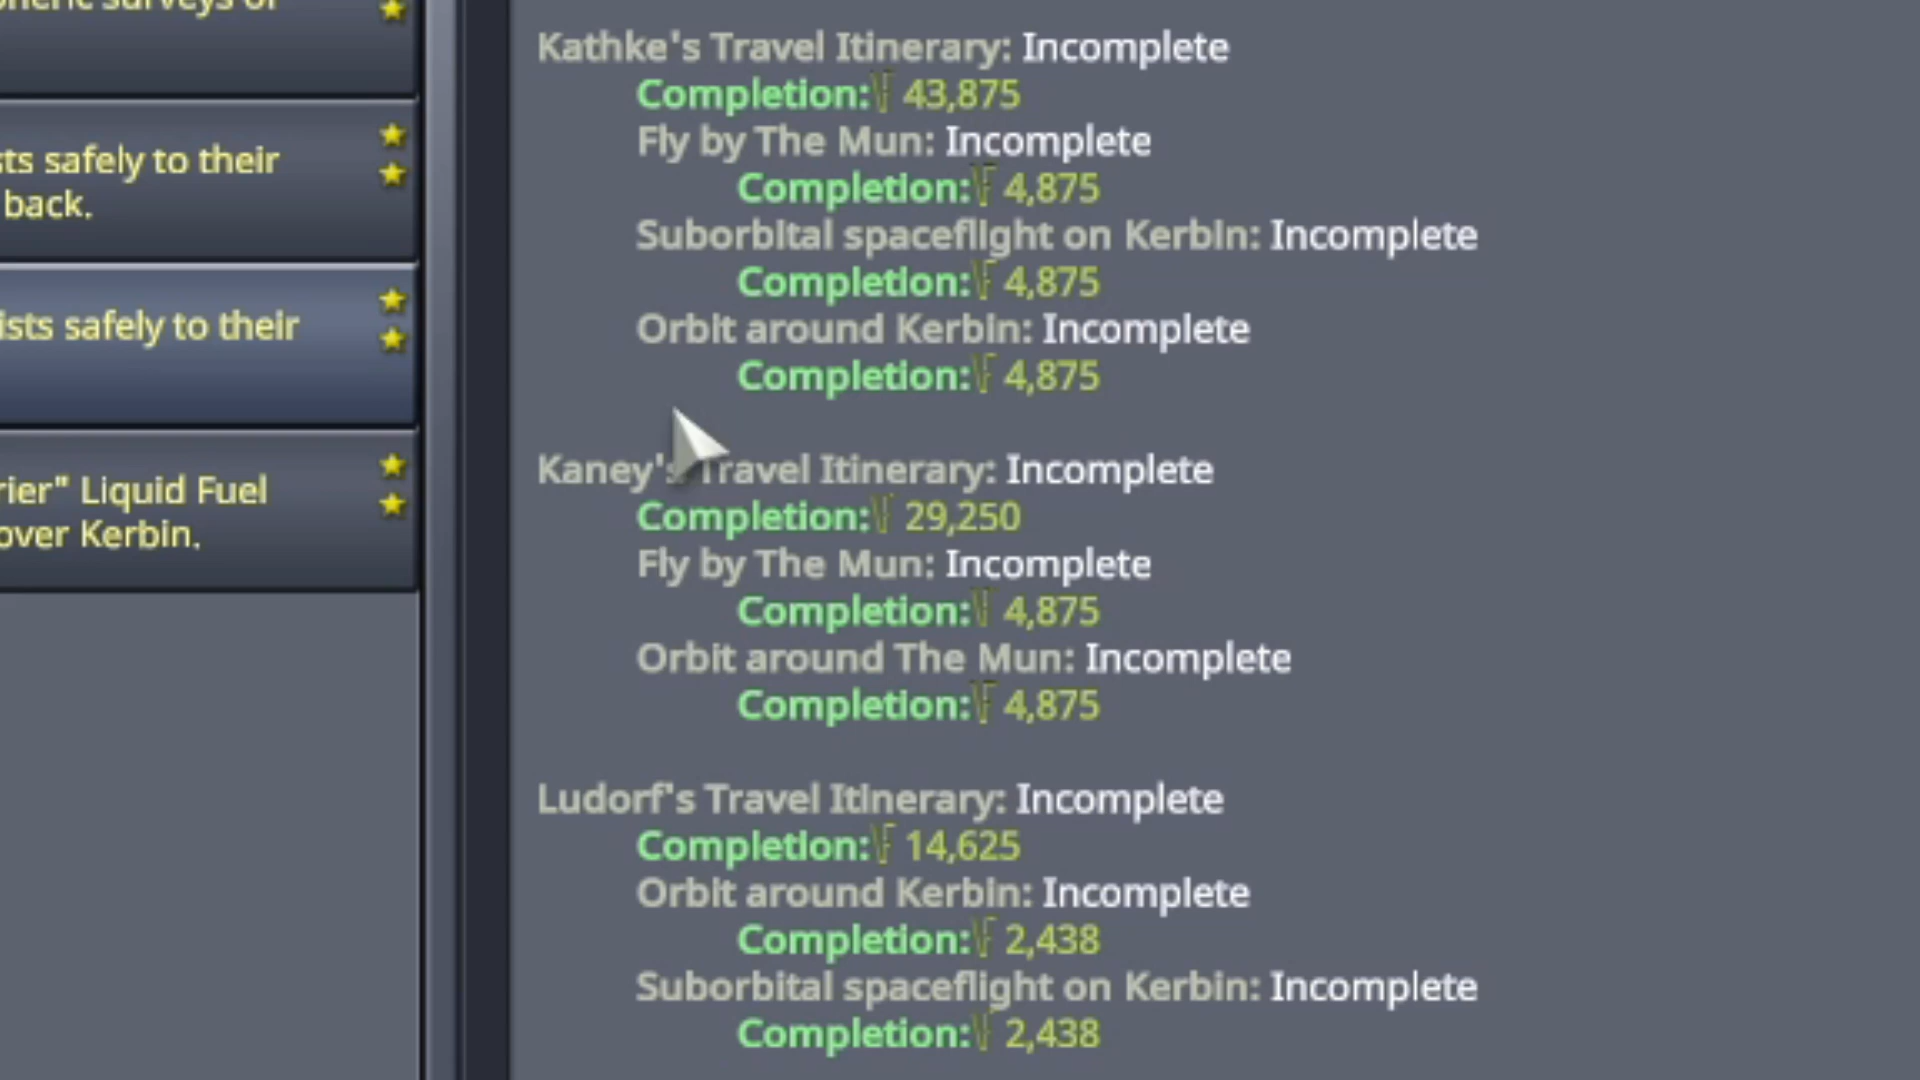 sts safely to their
back.
ists safely to their
rier" Liquid Fuel
over Kerbin.
Kathke's Travel Itinerary: Incomplete
Completion: 43,875
Fly by The Mun: Incomplete
Completion: 4,875
Suborbital spaceflight on Kerbin: Incomplete
Completion: 4,875
Orbit around Kerbin: Incomplete
Completion: 4,875
Kaney's Travel Itinerary: Incomplete
Completion: 29,250
Fly by The Mun: Incomplete
Completion: 4,875
Orbit around The Mun: Incomplete
Completion: 4,875
Ludorf's Travel Itinerary: Incomplete
Completion: 14,625
Orbit around Kerbin: Incomplete
Completion: 2,438
Suborbital spaceflight on Kerbin: Incomplete
Completion: 2,438